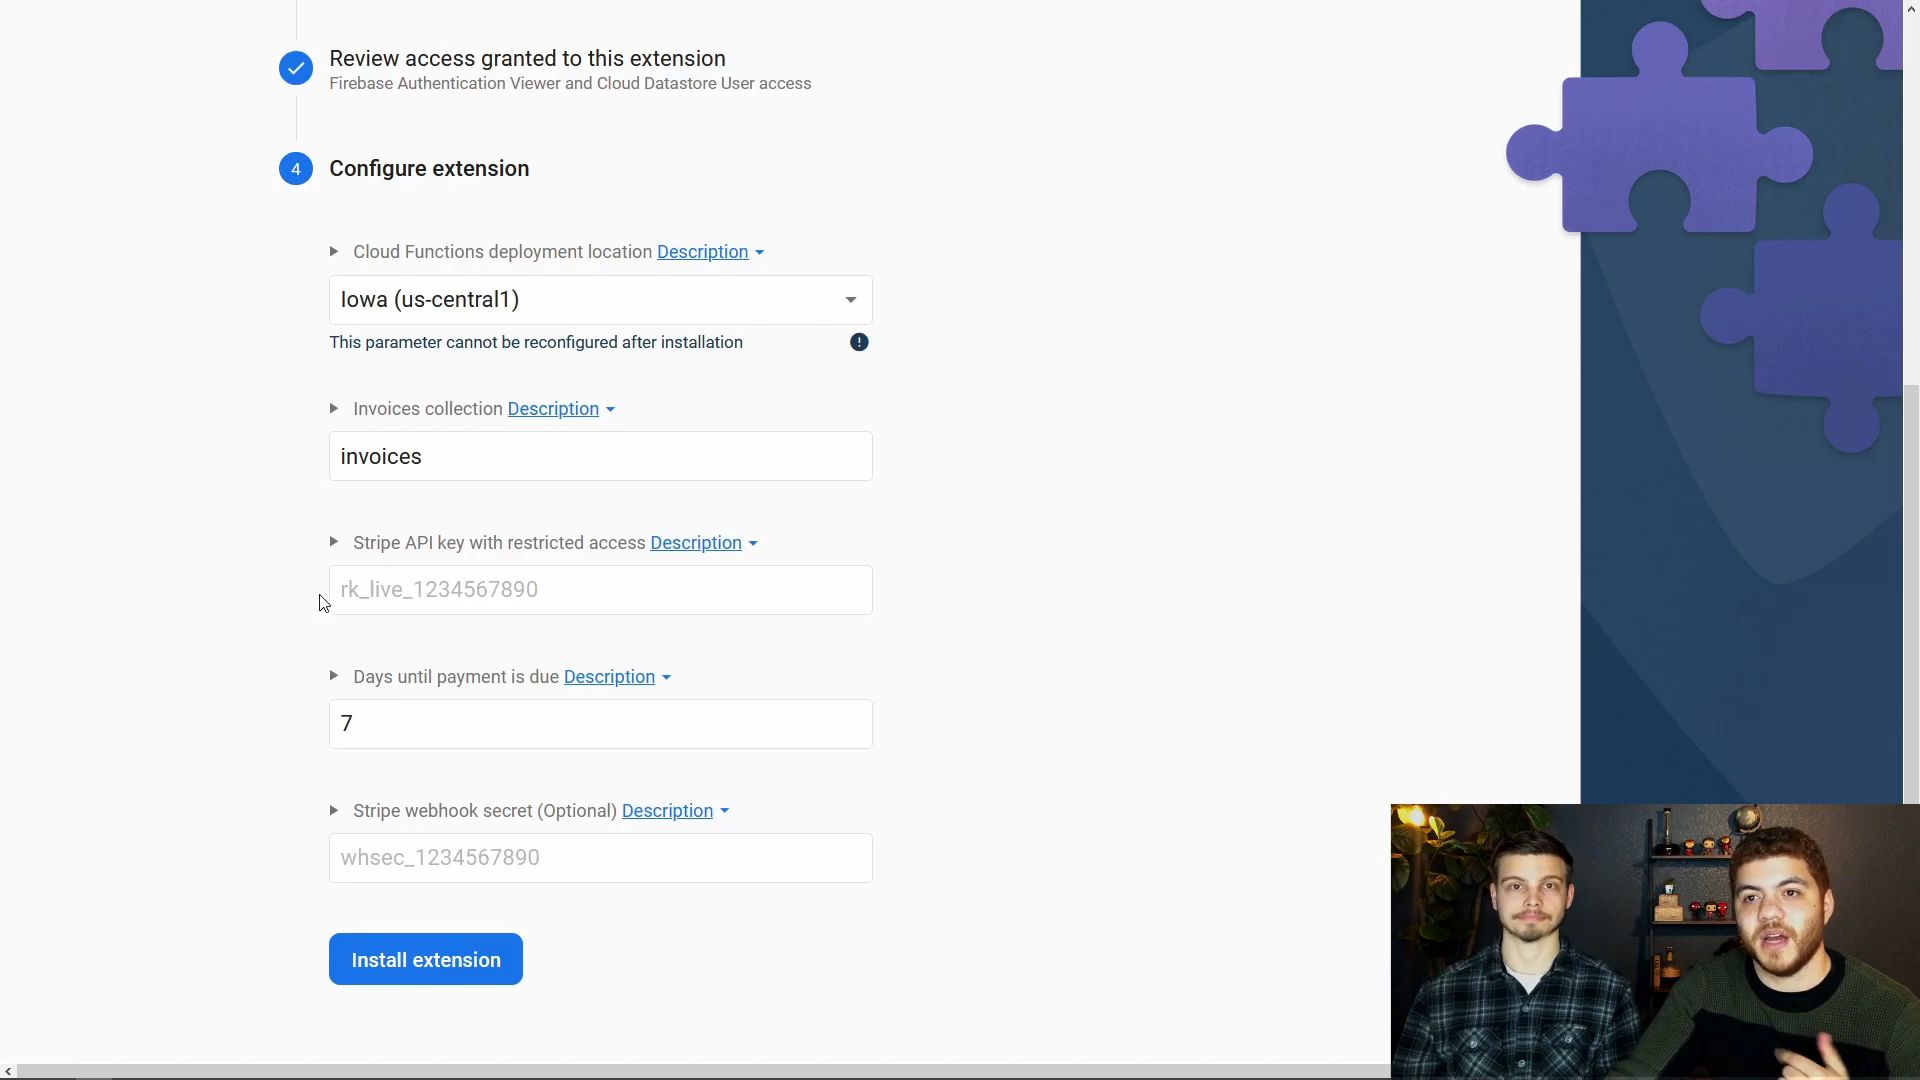 Review access granted to this extension
Firebase Authentication Viewer and Cloud Datastore User access
4 Configure extension
Cloud Functions deployment location Description
Iowa (us-central1)
This parameter cannot be reconfigured after installation
Invoices collection Description
invoices
Stripe API key with restricted access Description
rk_live_1234567890
Days until payment is due Description
7
Stripe webhook secret (Optional) Description
whsec_1234567890
Install extension